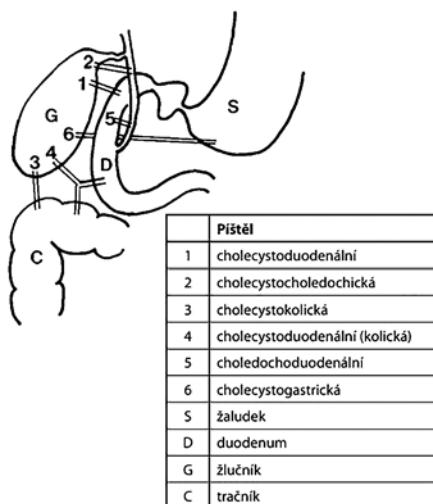 2
1
S
G
5
6
D
3
4
C
Píštěl
1 cholecystoduodenální
2 cholecystocholedochická
3 cholecystokolická
4 cholecystoduodenální (kolická)
5 choledochoduodenální
6 cholecystogastrická
S žaludek
D duodenum
G žlučník
C tračník